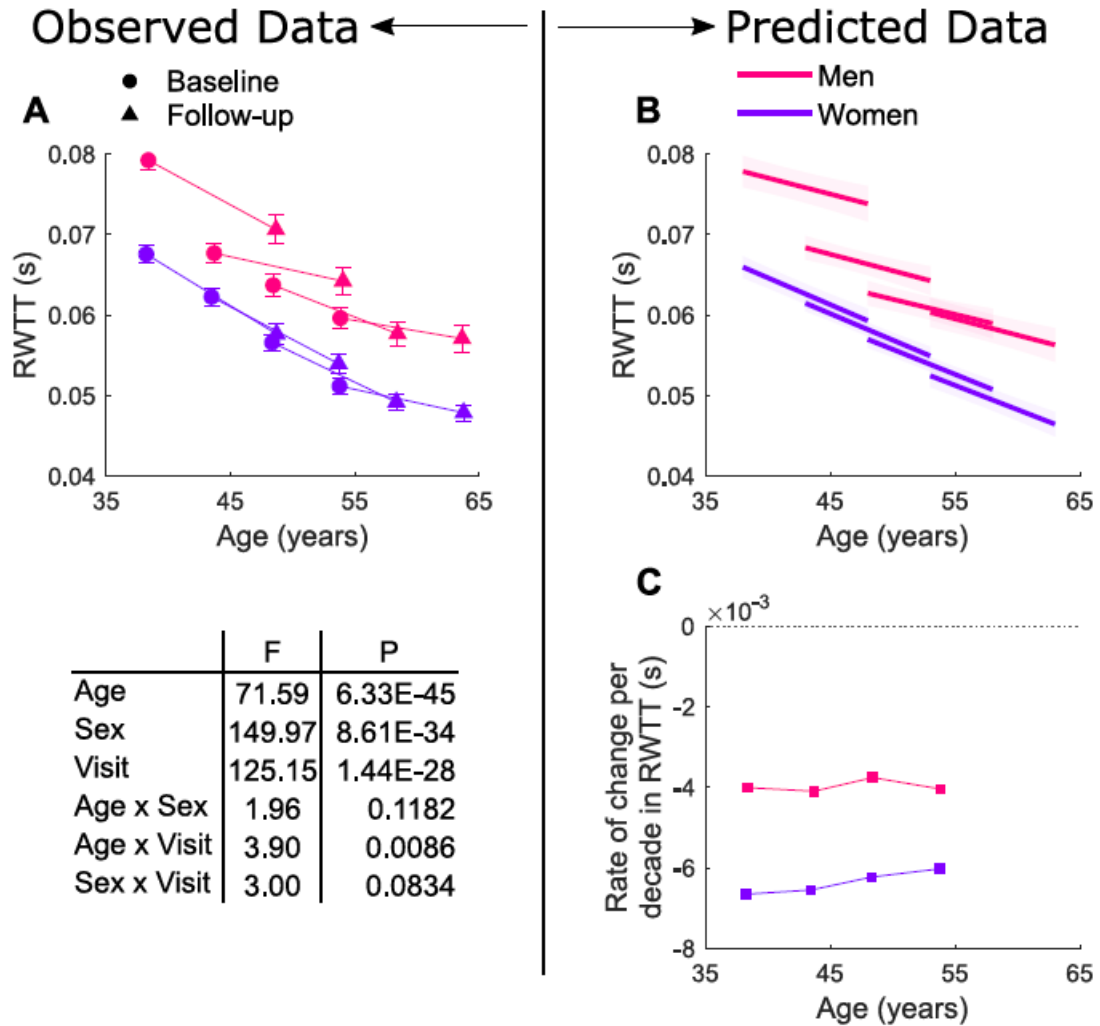 Observed Data
Predicted Data
Baseline
Follow-up
Men
Women
A
0.08
0.07
0.06
0.05
0.04
RWTT (s)
35 45 55 65
Age (years)
B
0.08
0.07
0.06
0.05
0.04
RWTT (s)
35 45 55 65
Age (years)
F P
Age 71.59 6.33E-45
Sex 149.97 8.61E-34
Visit 125.15 1.44E-28
Age x Sex 1.96 0.1182
Age x Visit 3.90 0.0086
Sex x Visit 3.00 0.0834
C
×10⁻³
0
-2
-4
-6
-8
Rate of change per
decade in RWTT (s)
35 45 55 65
Age (years)